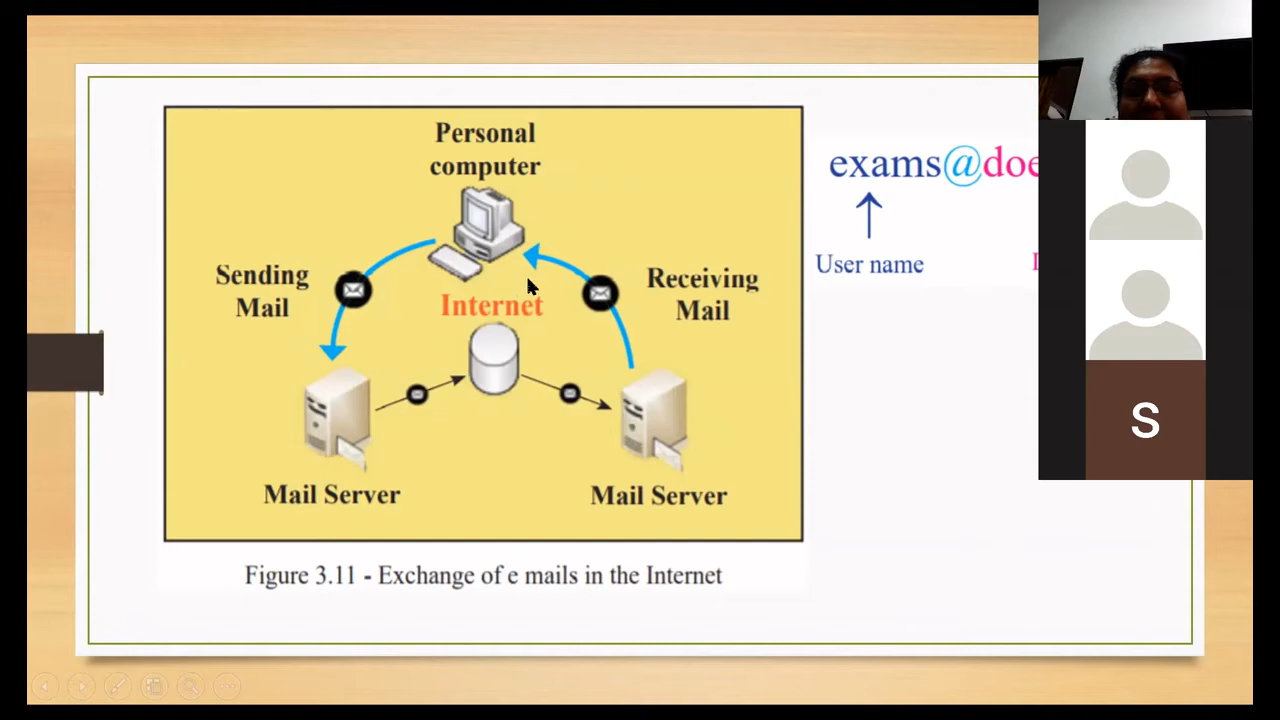 Personal
computer
Sending
Mail
Internet
Receiving
Mail
Mail Server
Mail Server
Figure 3.11 - Exchange of e mails in the Internet
exams@doe
User name
S